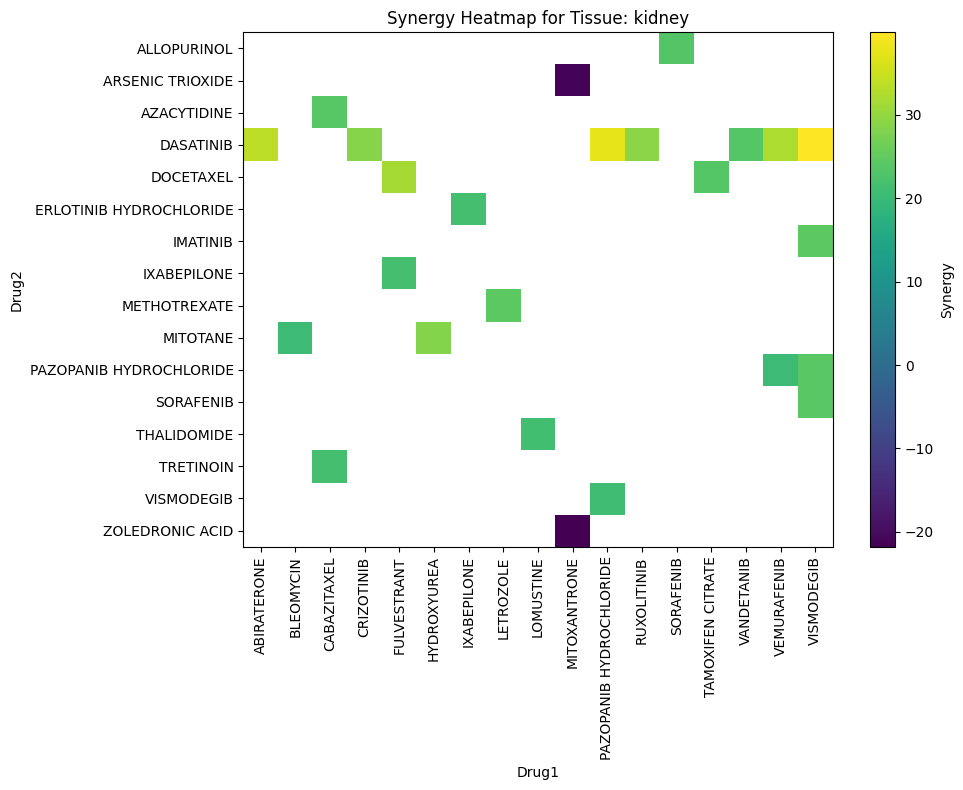 Synergy Heatmap for Tissue: kidney
Drug2
ALLOPURINOL
ARSENIC TRIOXIDE
AZACYTIDINE
DASATINIB
DOCETAXEL
ERLOTINIB HYDROCHLORIDE
IMATINIB
IXABEPILONE
METHOTREXATE
MITOTANE
PAZOPANIB HYDROCHLORIDE
SORAFENIB
THALIDOMIDE
TRETINOIN
VISMODEGIB
ZOLEDRONIC ACID
ABIRATERONE
BLEOMYCIN
CABAZITAXEL
CRIZOTINIB
FULVESTRANT
HYDROXYUREA
IXABEPILONE
LETROZOLE
LOMUSTINE
MITOXANTRONE
PAZOPANIB HYDROCHLORIDE
RUXOLITINIB
SORAFENIB
TAMOXIFEN CITRATE
VANDETANIB
VEMURAFENIB
VISMODEGIB
Drug1
30
20
10
0
−10
−20
Synergy